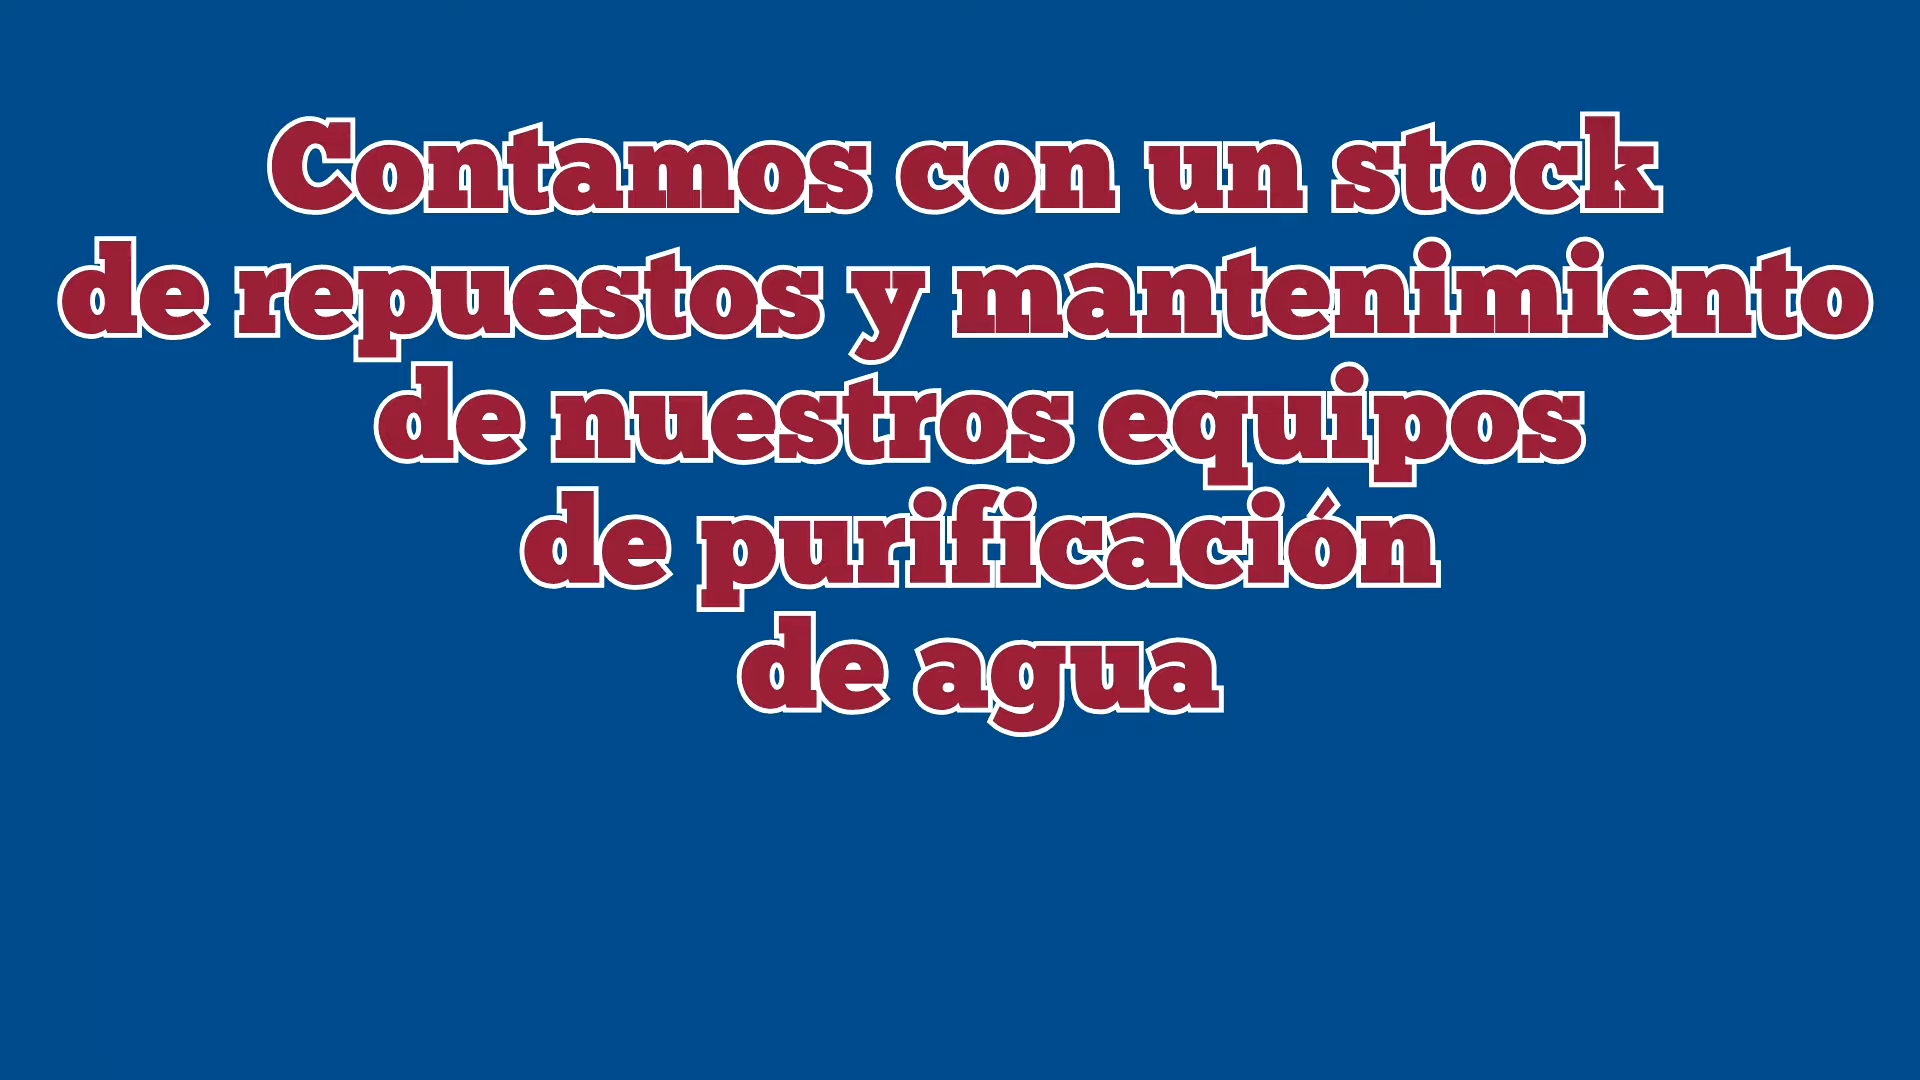 Contamos con un stock
de repuestos y mantenimiento
de nuestros equipos
de purificación
de agua